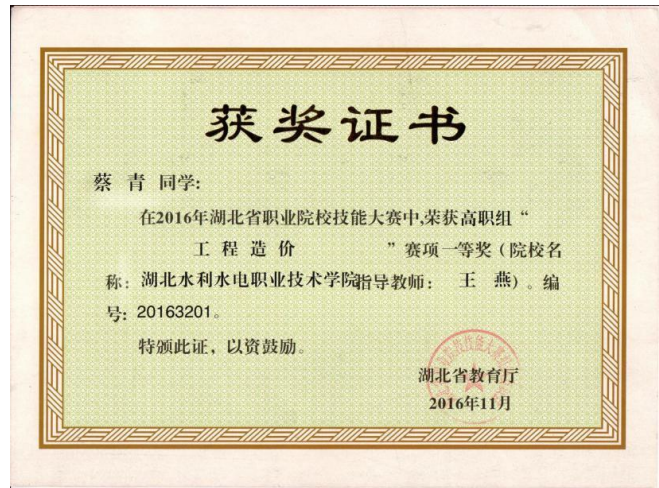 获奖证书
蔡 青 同学:
在2016年湖北省职业院校技能大赛中,荣获高职组“
工 程 造 价 ”赛项一等奖(院校名
称: 湖北水利水电职业技术学院指导教师: 王 燕)。编
号: 20163201。
特颁此证,以资鼓励。
湖北省教育厅
2016年11月